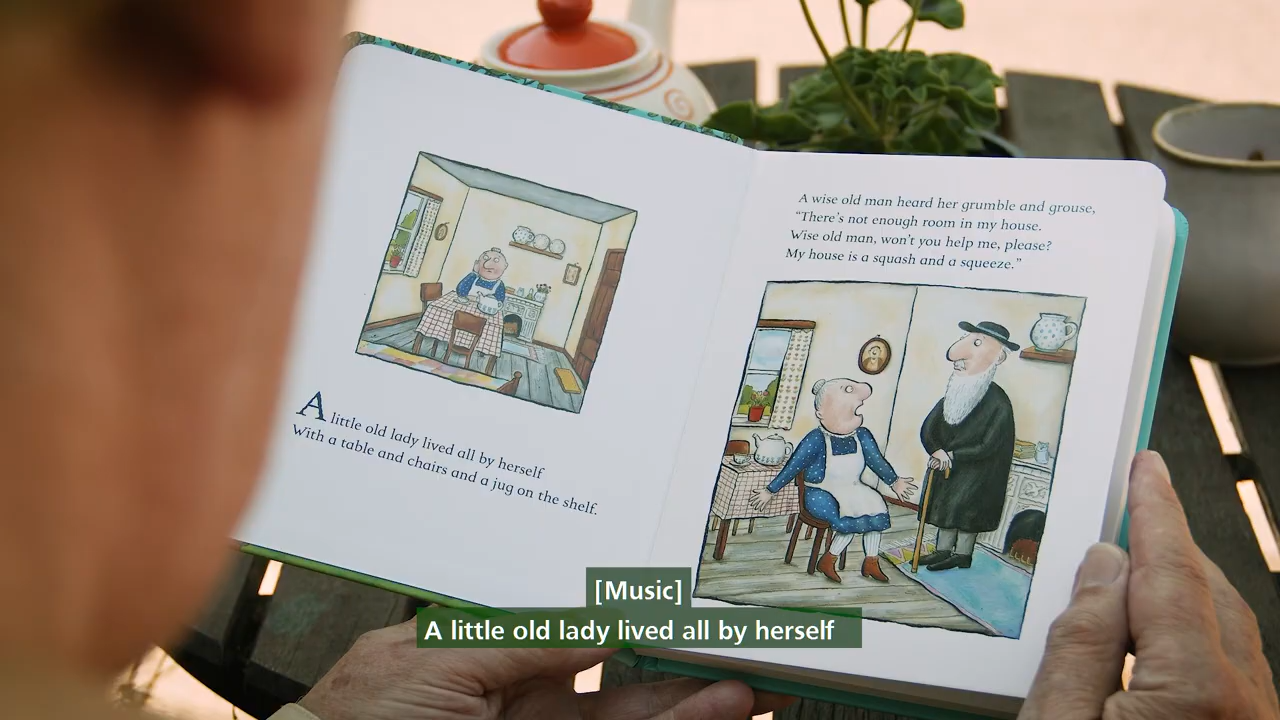 A little old lady lived all by herself
With a table and chairs and a jug on the shelf.
A wise old man heard her grumble and grouse,
“There’s not enough room in my house.
Wise old man, won’t you help me, please?
My house is a squash and a squeeze.”
[Music]
A little old lady lived all by herself